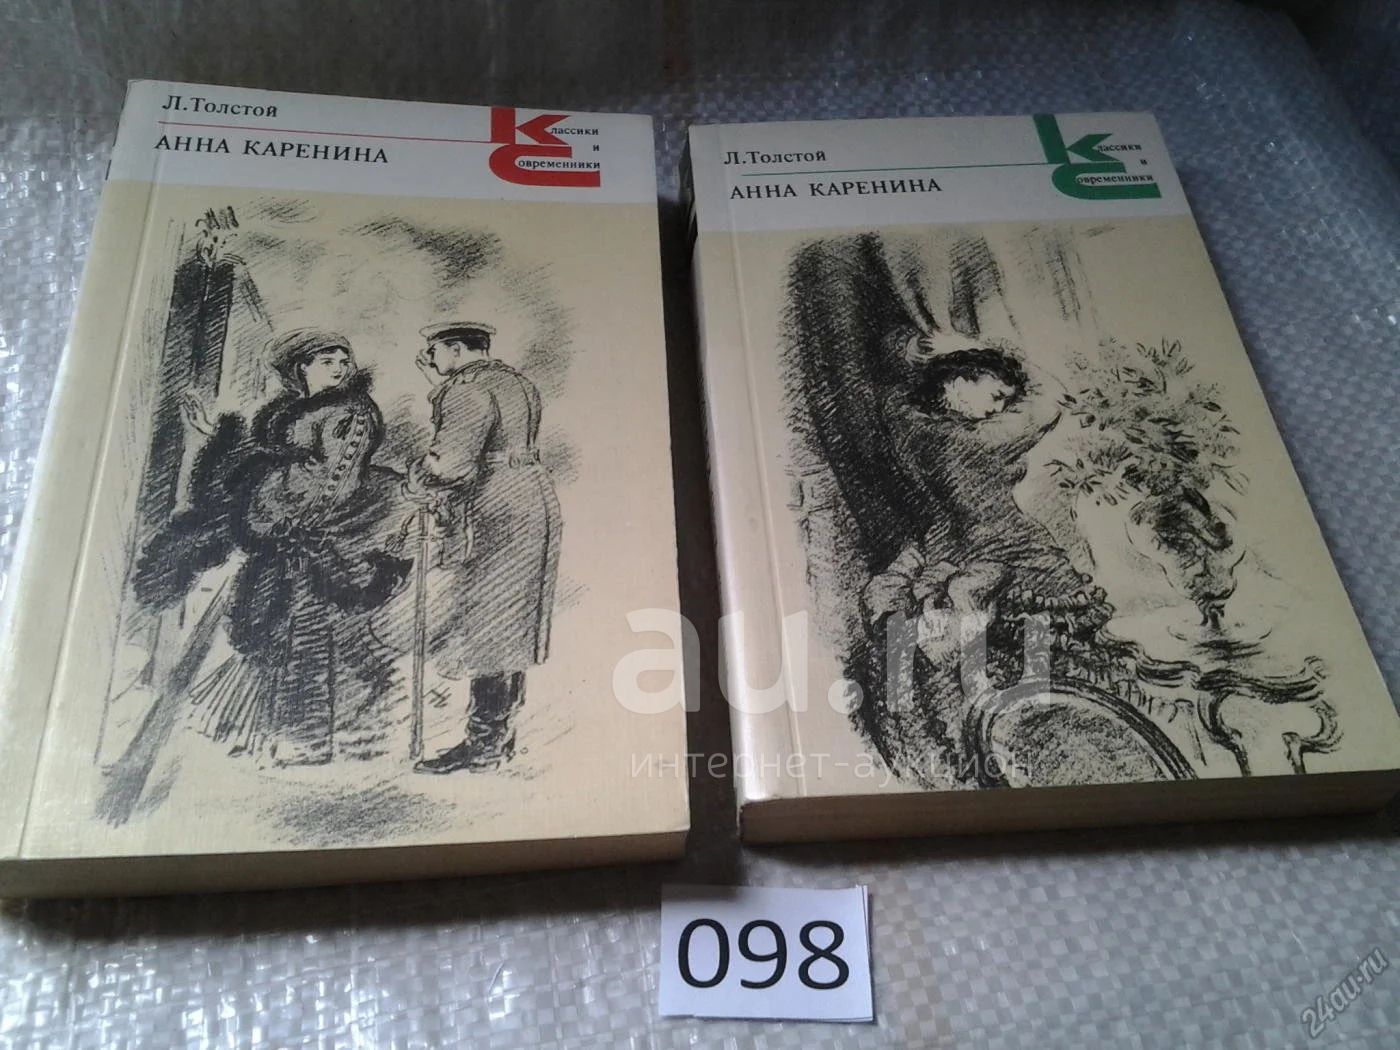 Л.Толстой
АННА КАРЕНИНА
Классики
и
Современники
Л.Толстой
АННА КАРЕНИНА
Классики
и
Современники
au.ru
интернет-аукцион
098
24au.ru